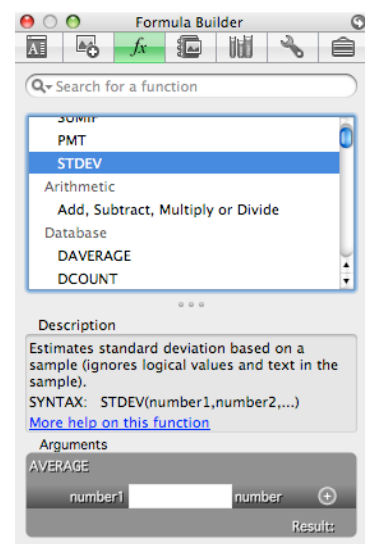 Formula Builder
A
fx
Search for a function
SUMIF
PMT
STDEV
Arithmetic
Add, Subtract, Multiply or Divide
Database
DAVERAGE
DCOUNT
Description
Estimates standard deviation based on a
sample (ignores logical values and text in the
sample).
SYNTAX: STDEV(number1,number2,...)
More help on this function
Arguments
AVERAGE
number1 number
Result: